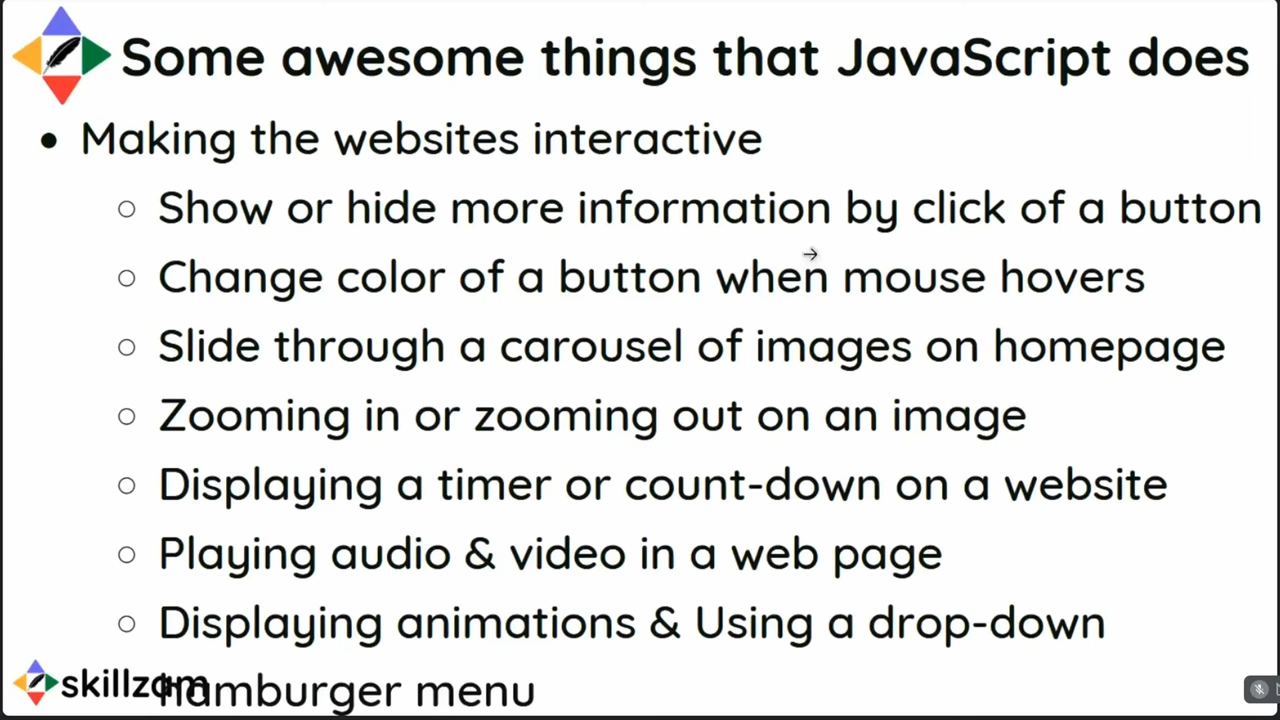 Some awesome things that JavaScript does
• Making the websites interactive
○ Show or hide more information by click of a button
○ Change color of a button when mouse hovers
○ Slide through a carousel of images on homepage
○ Zooming in or zooming out on an image
○ Displaying a timer or count-down on a website
○ Playing audio & video in a web page
○ Displaying animations & Using a drop-down
hamburger menu
skillzam